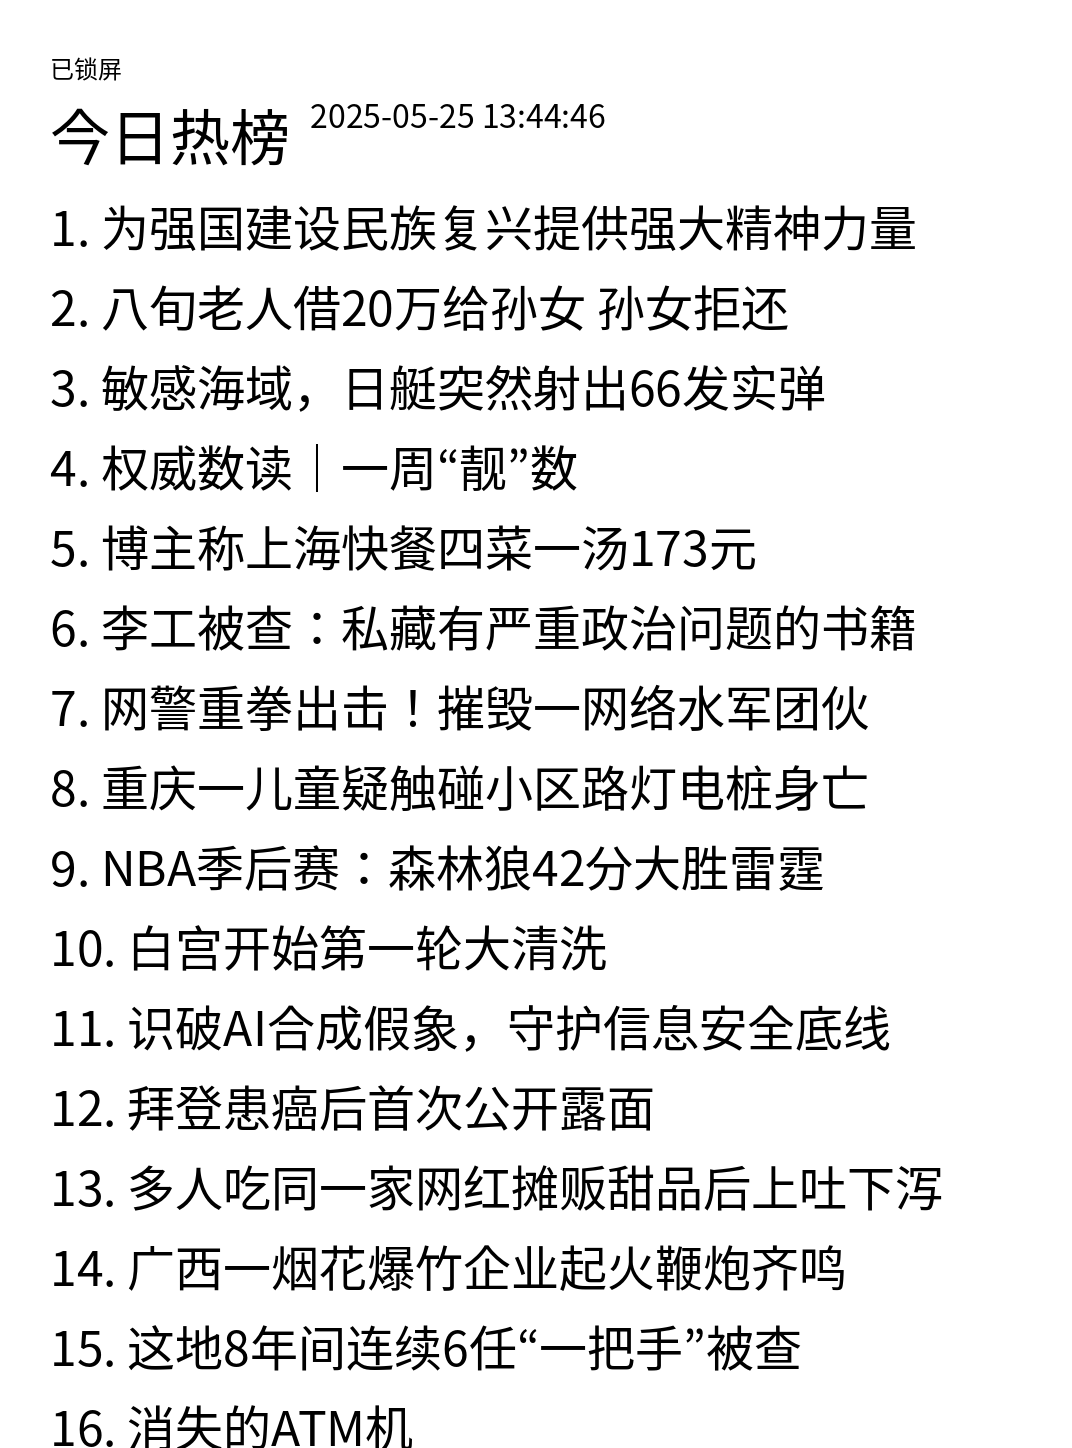 已锁屏
今日热榜 2025-05-25 13:44:46
1. 为强国建设民族复兴提供强大精神力量
2. 八旬老人借20万给孙女 孙女拒还
3. 敏感海域，日艇突然射出66发实弹
4. 权威数读｜一周“靓”数
5. 博主称上海快餐四菜一汤173元
6. 李工被查：私藏有严重政治问题的书籍
7. 网警重拳出击！摧毁一网络水军团伙
8. 重庆一儿童疑触碰小区路灯电桩身亡
9. NBA季后赛：森林狼42分大胜雷霆
10. 白宫开始第一轮大清洗
11. 识破AI合成假象，守护信息安全底线
12. 拜登患癌后首次公开露面
13. 多人吃同一家网红摊贩甜品后上吐下泻
14. 广西一烟花爆竹企业起火鞭炮齐鸣
15. 这地8年间连续6任“一把手”被查
16. 消失的ATM机